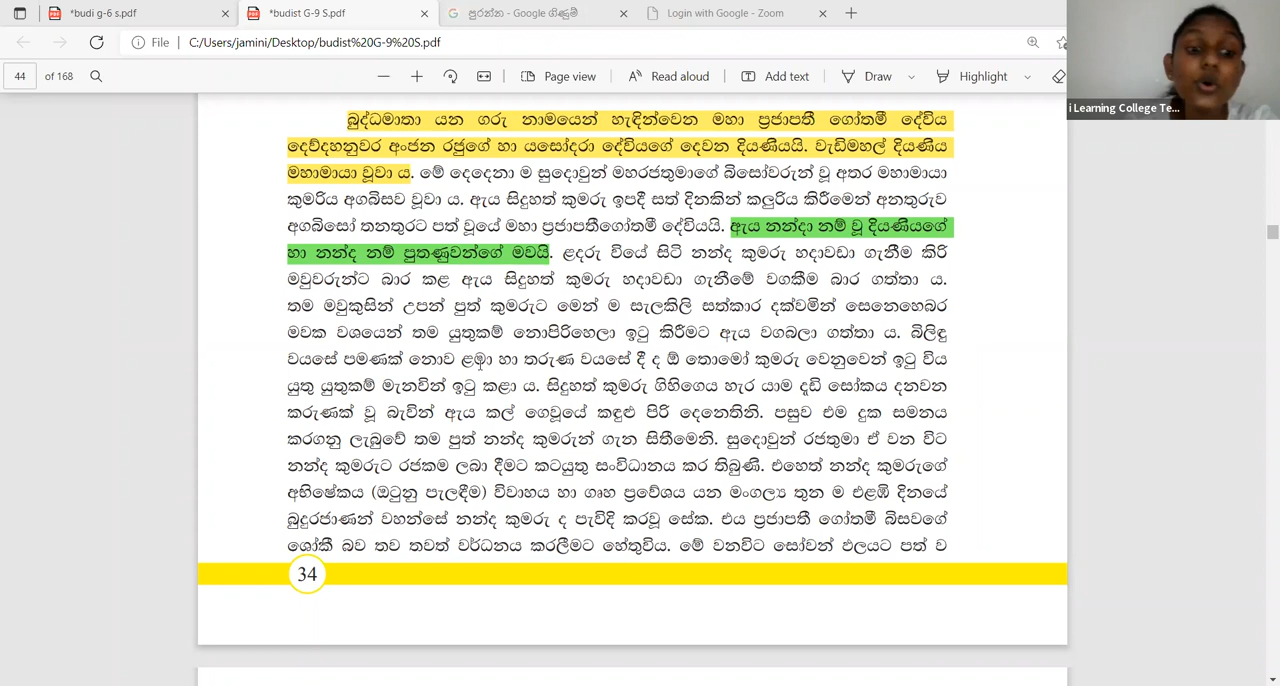 *budi g-6 s.pdf
*budist G-9 S.pdf
පුරන්න - Google ගිණුම්
Login with Google - Zoom
File
C:/Users/jamini/Desktop/budist%20G-9%20S.pdf
44 of 168
Page view
Read aloud
Add text
Draw
Highlight
i Learning College Te...
බුද්ධමාතා යන ගරු නාමයෙන් හැඳින්වෙන මහා ප්‍රජාපතී ගෝතමී දේවිය
දෙව්දහනුවර අංජන රජුගේ හා යසෝදරා දේවියගේ දෙවන දියණියයි. වැඩිමහල් දියණිය
මහාමායා වූවා ය. මේ දෙදෙනා ම සුදොවුන් මහරජතුමාගේ බිසෝවරුන් වූ අතර මහාමායා
කුමරිය අගබිසව වූවා ය. ඇය සිදුහත් කුමරු ඉපදී සත් දිනකින් කලුරිය කිරීමෙන් අනතුරුව
අගබිසෝ තනතුරට පත් වූයේ මහා ප්‍රජාපතීගෝතමී දේවියයි. ඇය නන්දා නම් වූ දියණියගේ
හා නන්ද නම් පුතණුවන්ගේ මවයි. ළදරු වියේ සිටි නන්ද කුමරු හදාවඩා ගැනීම කිරි
මවුවරුන්ට බාර කළ ඇය සිදුහත් කුමරු හදාවඩා ගැනීමේ වගකීම බාර ගත්තා ය.
තම මවුකුසින් උපන් පුත් කුමරුට මෙන් ම සැලකිලි සත්කාර දක්වමින් සෙනෙහෙබර
මවක වශයෙන් තම යුතුකම් නොපිරිහෙලා ඉටු කිරීමට ඇය වගබලා ගත්තා ය. බිලිඳු
වයසේ පමණක් නොව ළමා හා තරුණ වයසේ දී ද ඕ තොමෝ කුමරු වෙනුවෙන් ඉටු විය
යුතු යුතුකම් මැනවින් ඉටු කළා ය. සිදුහත් කුමරු ගිහිගෙය හැර යාම දැඩි සෝකය දනවන
කරුණක් වූ බැවින් ඇය කල් ගෙවූයේ කඳුළු පිරි දෙනෙතිනි. පසුව එම දුක සමනය
කරගනු ලැබුවේ තම පුත් නන්ද කුමරුන් ගැන සිතීමෙනි. සුදොවුන් රජතුමා ඒ වන විට
නන්ද කුමරුට රජකම ලබා දීමට කටයුතු සංවිධානය කර තිබුණි. එහෙත් නන්ද කුමරුගේ
අභිෂේකය (ඔටුනු පැලඳීම) විවාහය හා ගෘහ ප්‍රවේශය යන මංගල්‍ය තුන ම එළඹි දිනයේ
බුදුරජාණන් වහන්සේ නන්ද කුමරු ද පැවිදි කරවූ සේක. එය ප්‍රජාපතී ගෝතමී බිසවගේ
ශෝකී බව තව තවත් වර්ධනය කරලීමට හේතුවිය. මේ වනවිට සෝවන් ඵලයට පත් ව
34